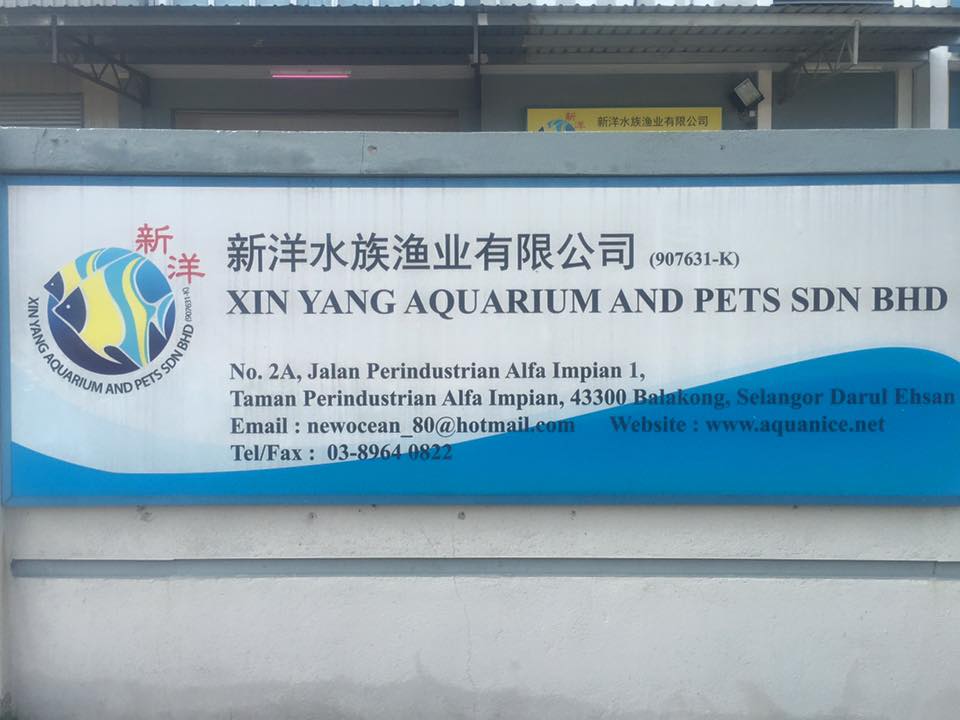 新洋水族渔业有限公司
新洋
新洋
XIN YANG AQUARIUM AND PETS SDN BHD (907631-K)
新洋水族渔业有限公司 (907631-K)
XIN YANG AQUARIUM AND PETS SDN BHD
No. 2A, Jalan Perindustrian Alfa Impian 1,
Taman Perindustrian Alfa Impian, 43300 Balakong, Selangor Darul Ehsan
Email : newocean_80@hotmail.com Website : www.aquanice.net
Tel/Fax : 03-8964 0822